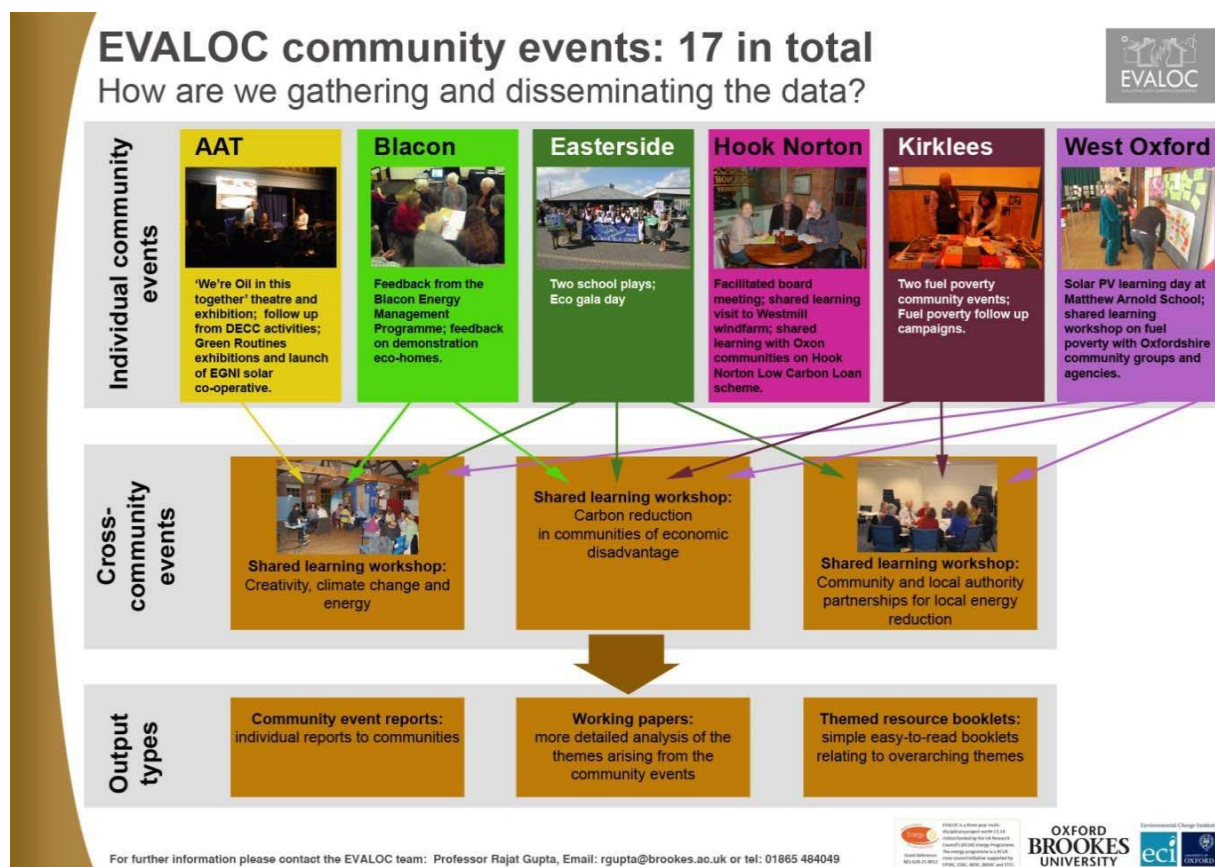 EVALOC community events: 17 in total
How are we gathering and disseminating the data?
EVALOC
Individual community
events
AAT
'We're Oil in this
together' theatre and
exhibition; follow up
from DECC activities;
Green Routines
exhibitions and launch
of EGNI solar
co-operative.
Blacon
Feedback from the
Blacon Energy
Management
Programme; feedback
on demonstration
eco-homes.
Easterside
Two school plays;
Eco gala day
Hook Norton
Facilitated board
meeting; shared learning
visit to Westmill
windfarm; shared
learning with Oxon
communities on Hook
Norton Low Carbon Loan
scheme.
Kirklees
Two fuel poverty
community events;
Fuel poverty follow up
campaigns.
West Oxford
Solar PV learning day at
Matthew Arnold School;
shared learning
workshop on fuel
poverty with Oxfordshire
community groups and
agencies.
Cross-
community
events
Shared learning workshop:
Creativity, climate change and
energy
Shared learning workshop:
Carbon reduction
in communities of economic
disadvantage
Shared learning workshop:
Community and local authority
partnerships for local energy
reduction
Output
types
Community event reports:
individual reports to communities
Working papers:
more detailed analysis of the
themes arising from the
community events
Themed resource booklets:
simple easy-to-read booklets
relating to overarching themes
For further information please contact the EVALOC team: Professor Rajat Gupta, Email: rgupta@brookes.ac.uk or tel: 01865 484049
Energy
OXFORD
BROOKES
UNIVERSITY
Environmental Change Institute
eci
UNIVERSITY OF
OXFORD